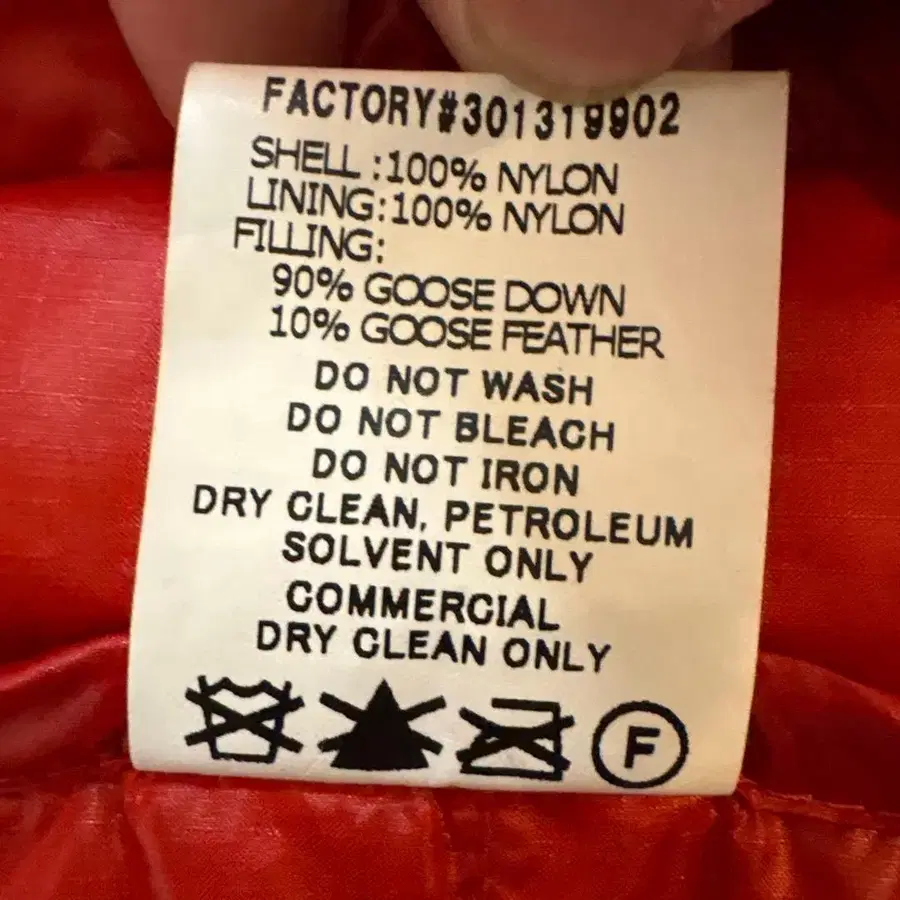 FACTORY#301319902
SHELL :100% NYLON
LINING:100% NYLON
FILLING:
90% GOOSE DOWN
10% GOOSE FEATHER
DO NOT WASH
DO NOT BLEACH
DO NOT IRON
DRY CLEAN, PETROLEUM
SOLVENT ONLY
COMMERCIAL
DRY CLEAN ONLY
F